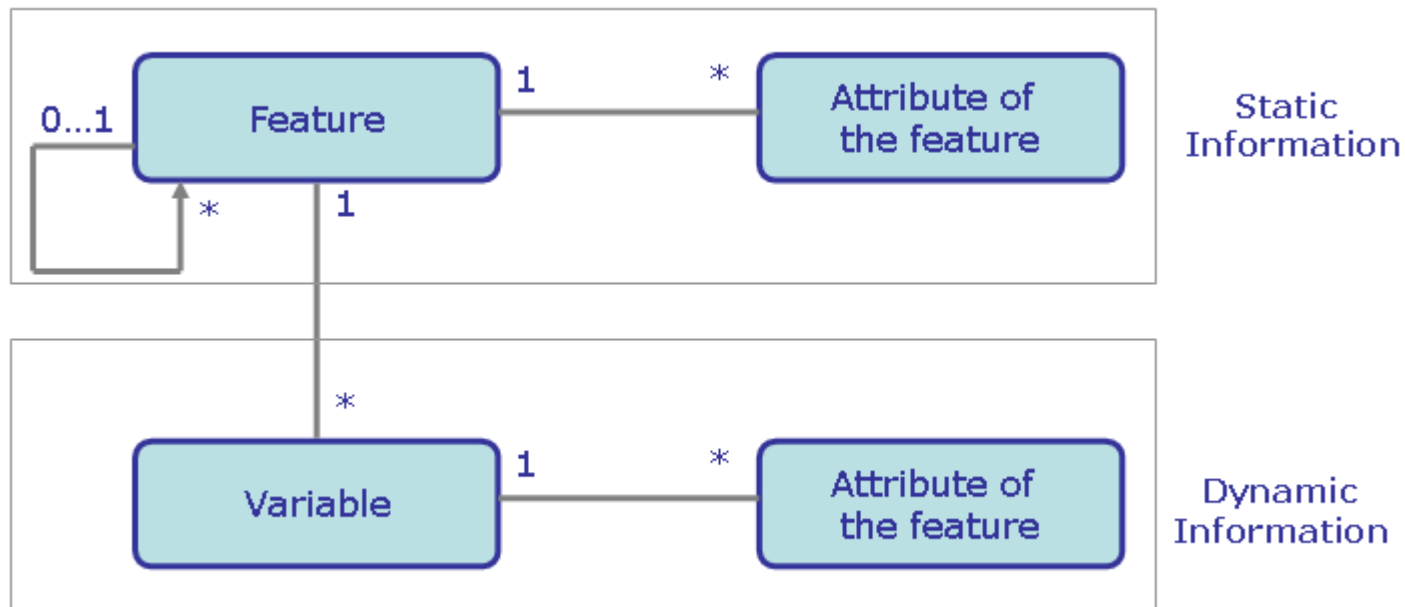 0...1
Feature
1
*
Attribute of
the feature
Static
Information
*
1
*
Variable
1
*
Attribute of
the feature
Dynamic
Information